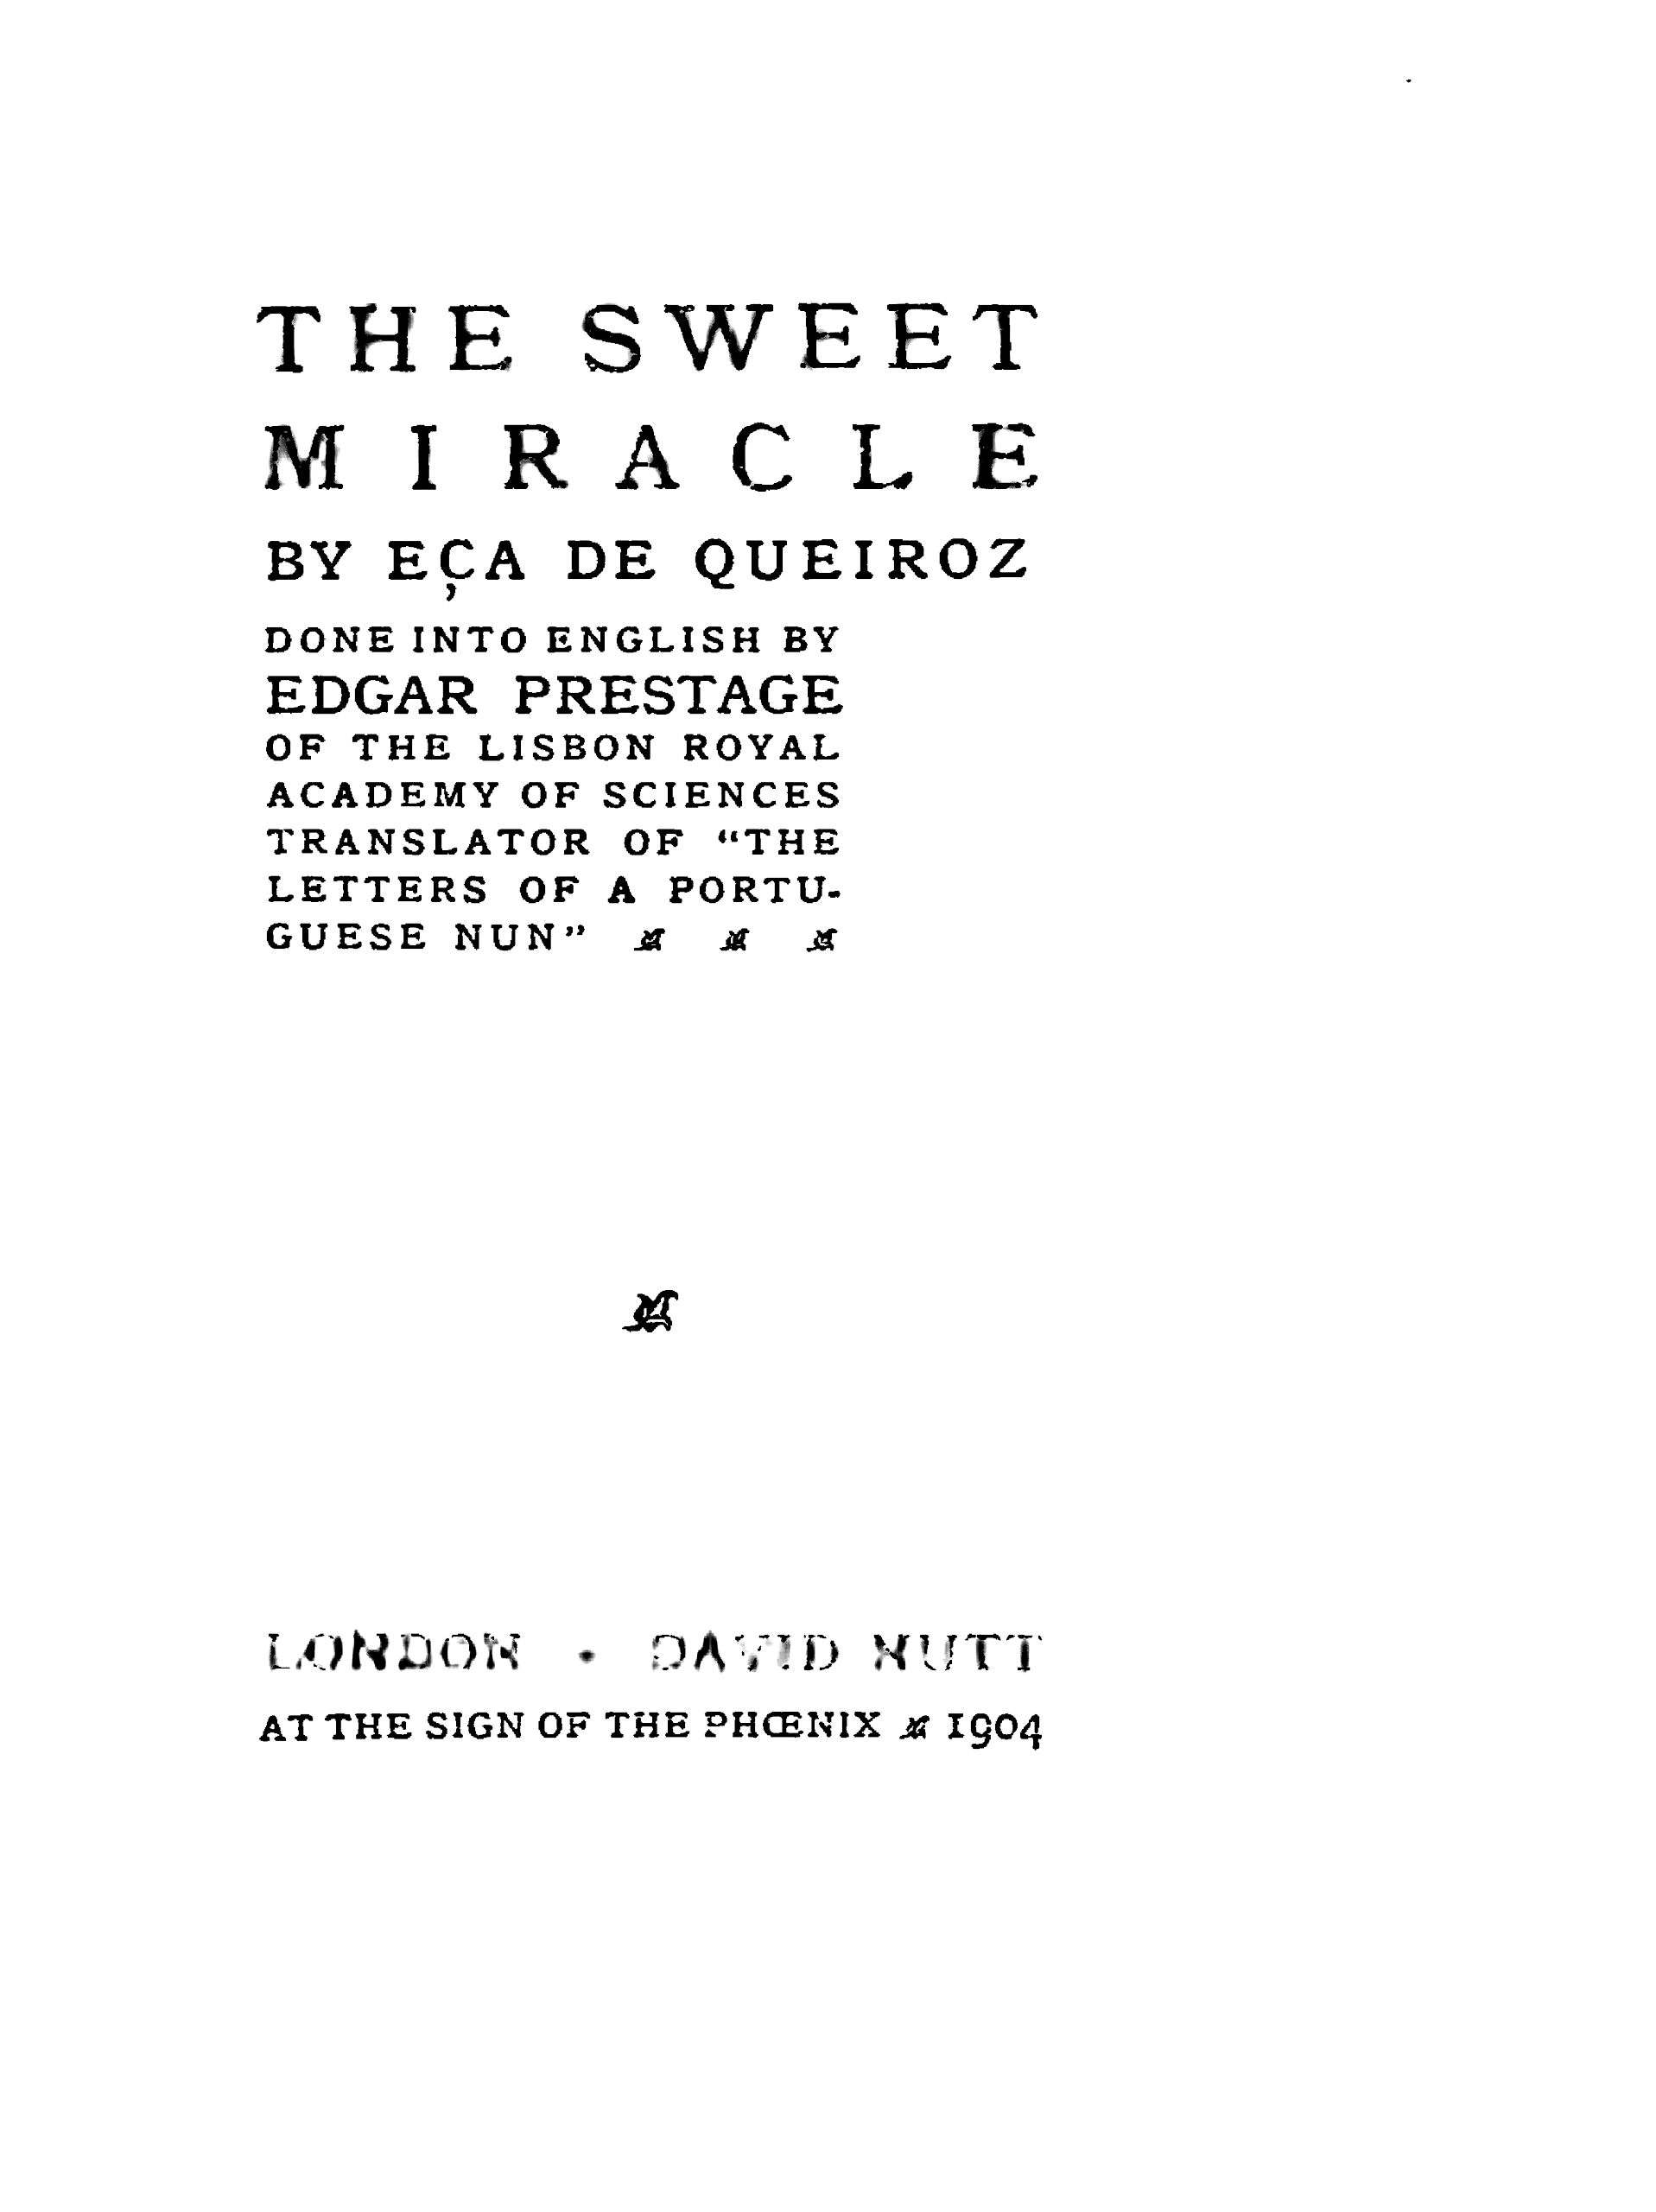 THE SWEET
MIRACLE
BY EÇA DE QUEIROZ
DONE INTO ENGLISH BY
EDGAR PRESTAGE
OF THE LISBON ROYAL
ACADEMY OF SCIENCES
TRANSLATOR OF “THE
LETTERS OF A PORTU-
GUESE NUN”
LONDON · DAVID NUTT
AT THE SIGN OF THE PHŒNIX 1904